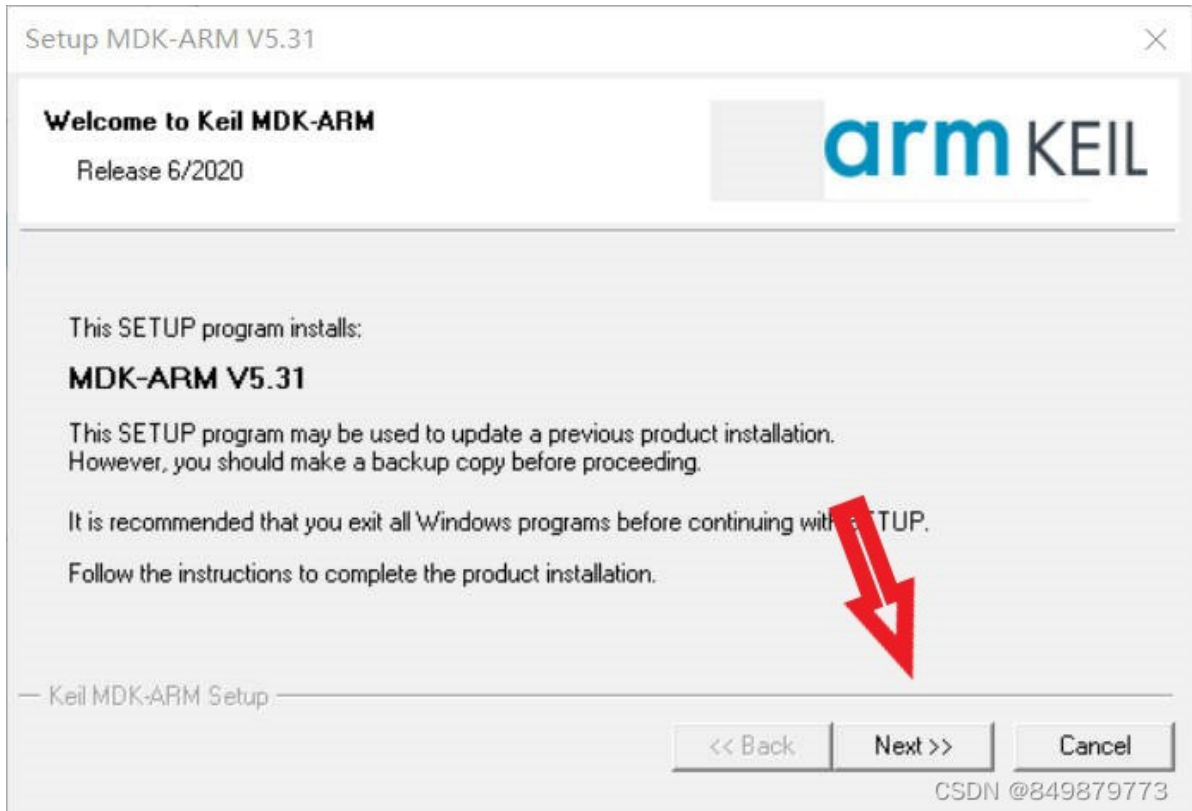 Setup MDK-ARM V5.31
Welcome to Keil MDK-ARM
Release 6/2020
arm KEIL
This SETUP program installs:
MDK-ARM V5.31
This SETUP program may be used to update a previous product installation.
However, you should make a backup copy before proceeding.
It is recommended that you exit all Windows programs before continuing with SETUP.
Follow the instructions to complete the product installation.
Keil MDK-ARM Setup
<< Back Next >> Cancel
CSDN @849879773